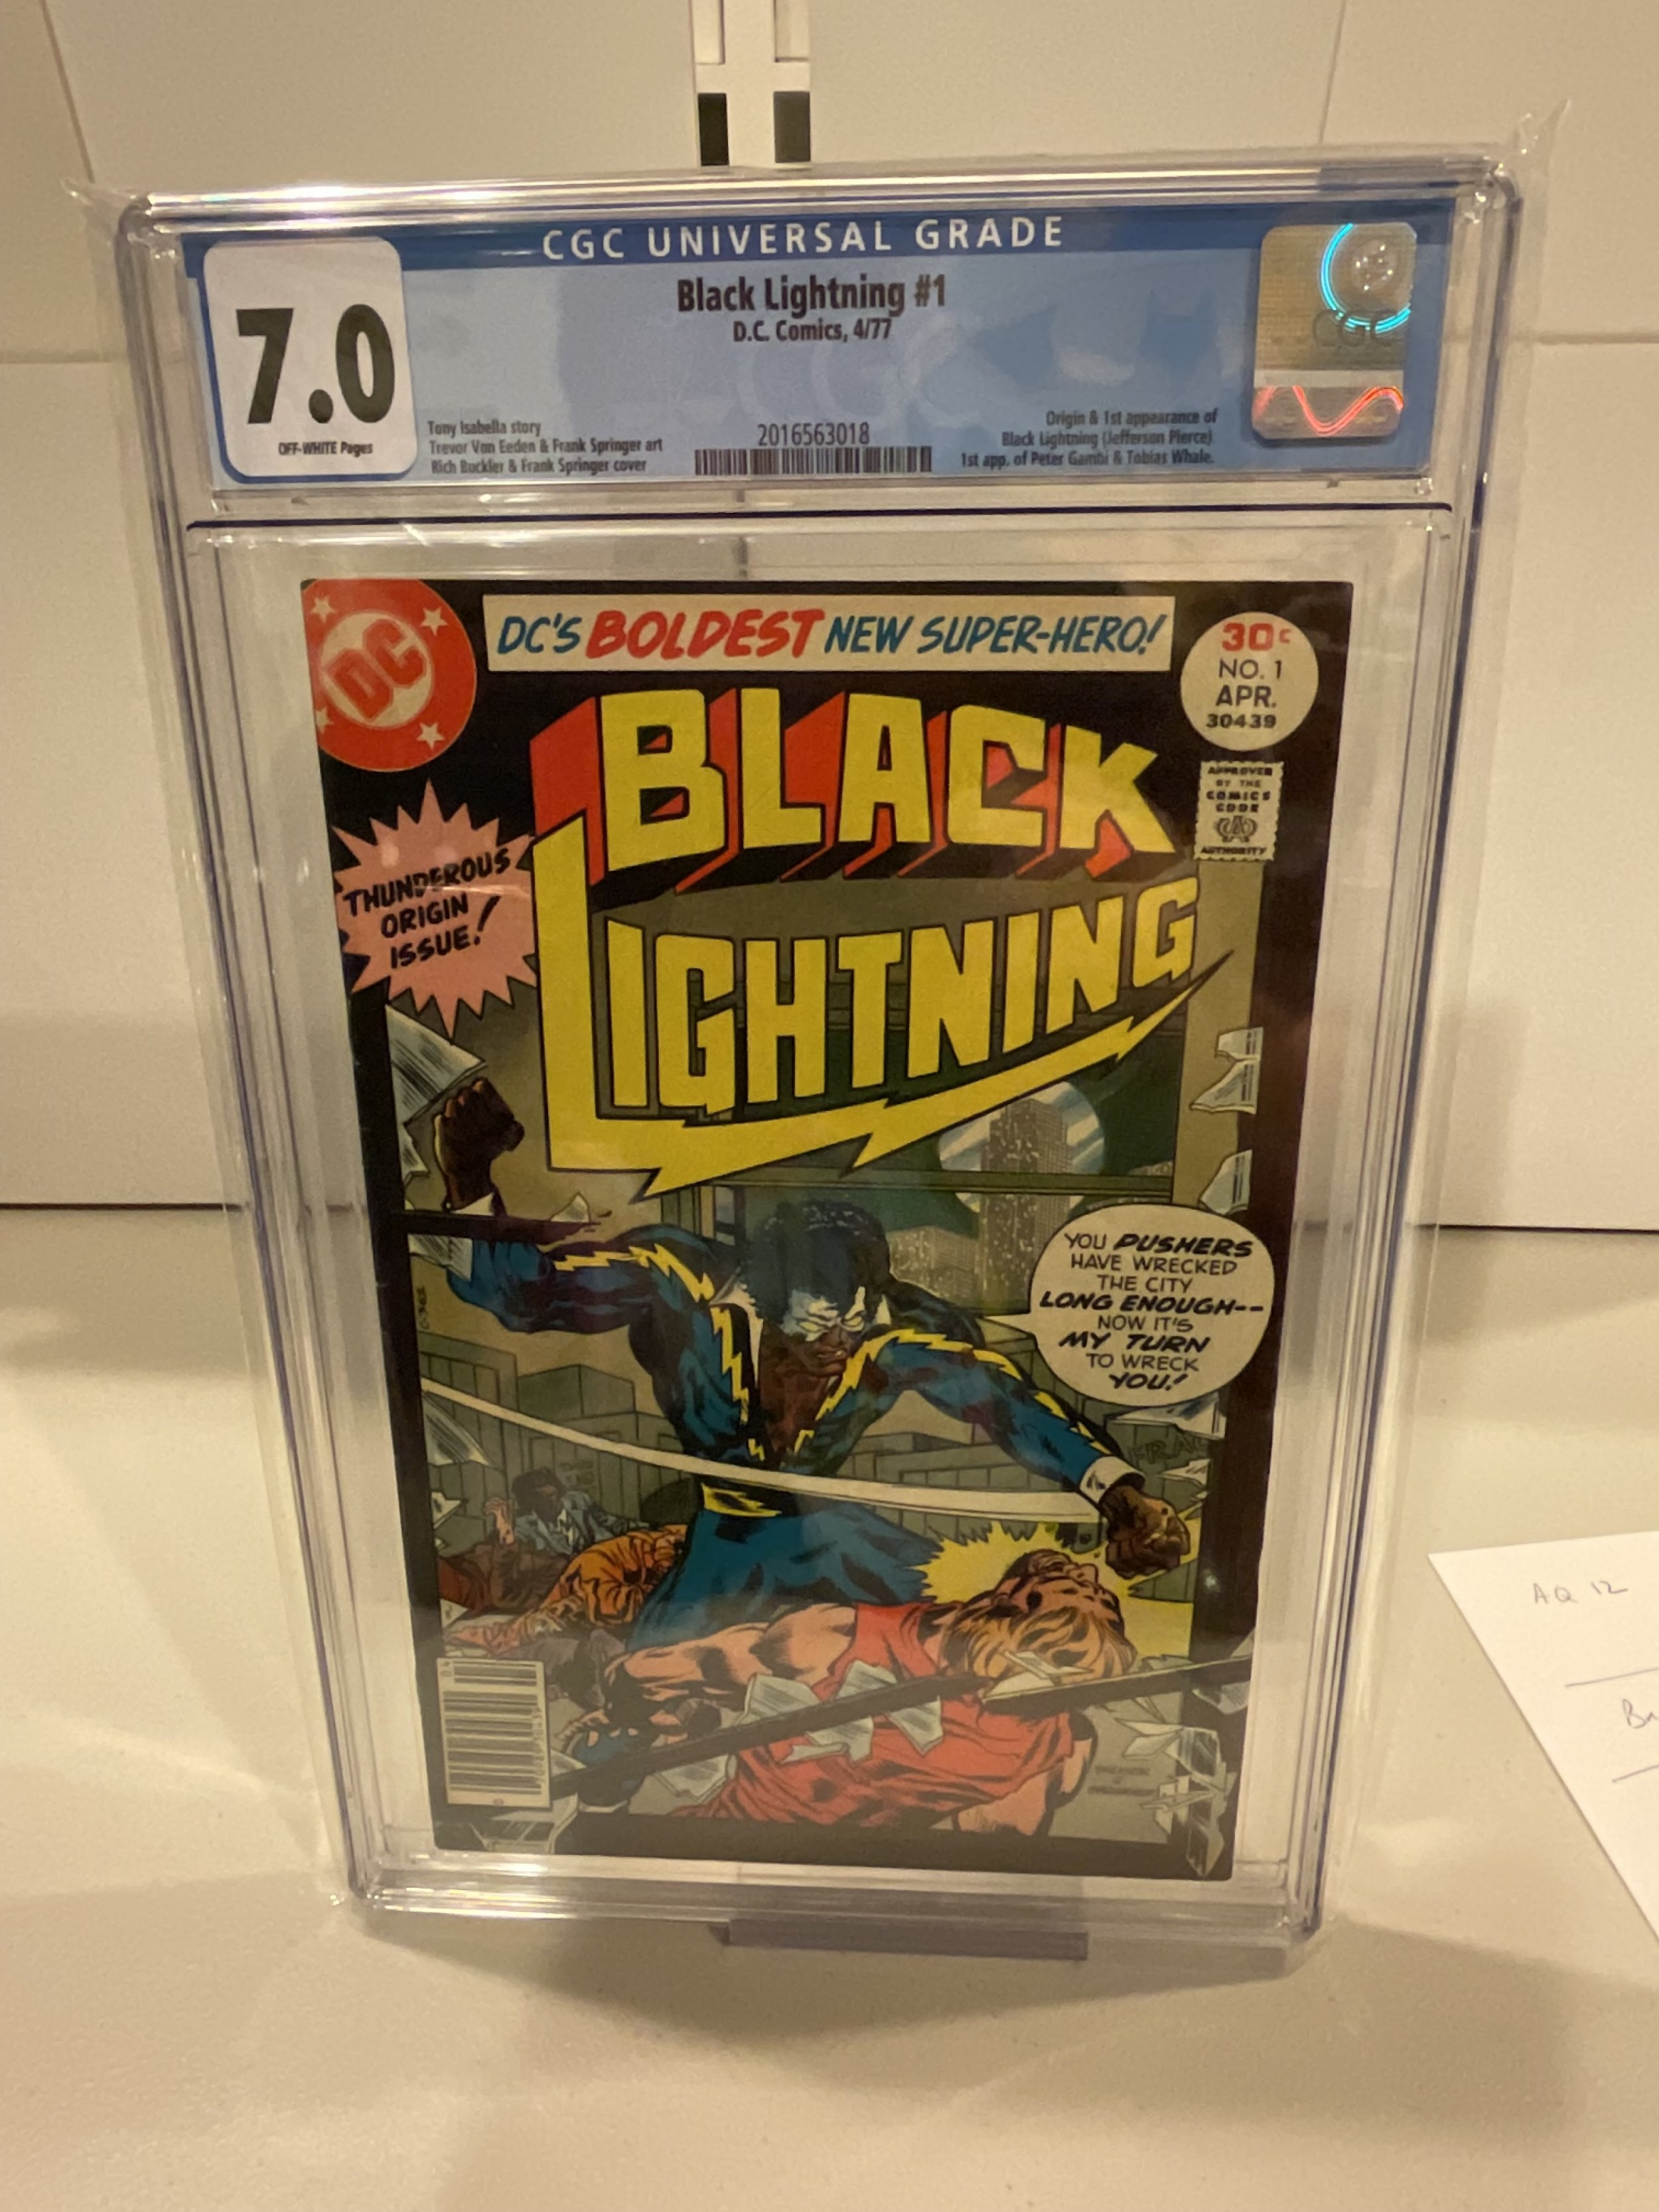 CGC UNIVERSAL GRADE
7.0
OFF-WHITE Pages
Black Lightning #1
D.C. Comics, 4/77
Tony Isabella story
Trevor Von Eeden & Frank Springer art
Rich Buckler & Frank Springer cover
2016563018
Origin & 1st appearance of
Black Lightning (Jefferson Pierce).
1st app. of Peter Gambi & Tobias Whale.
CGC
DC
DC'S BOLDEST NEW SUPER-HERO!
30¢
NO. 1
APR.
30439
APPROVED
BY THE
COMICS
CODE
AUTHORITY
BLACK
LIGHTNING
THUNDEROUS
ORIGIN
ISSUE!
YOU PUSHERS
HAVE WRECKED
THE CITY
LONG ENOUGH--
NOW IT'S
MY TURN
TO WRECK
YOU!
AQ 12